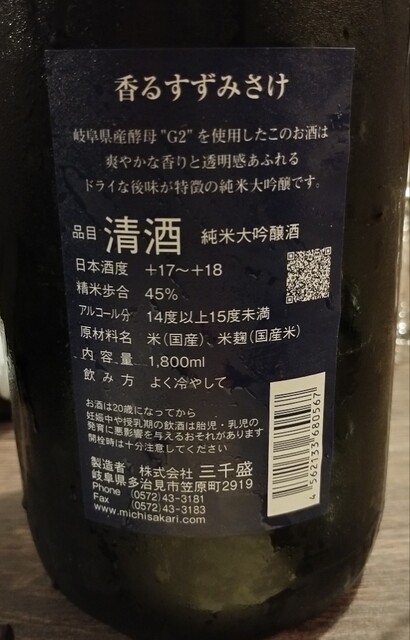 香るすずみさけ
岐阜県産酵母"G2"を使用したこのお酒は
爽やかな香りと透明感あふれる
ドライな後味が特徴の純米大吟醸です。
品目 清酒 純米大吟醸酒
日本酒度 +17〜+18
精米歩合 45%
アルコール分 14度以上15度未満
原材料名 米(国産)、米麹(国産米)
内容量 1,800ml
飲み方 よく冷やして
お酒は20歳になってから
妊娠中や授乳期の飲酒は胎児・乳児の
発育に悪影響を与えるおそれがあります
開栓時は十分注意してください
製造者 株式会社 三千盛
岐阜県多治見市笠原町2919
Phone (0572)43-3181
Fax (0572)43-3183
www.michisakari.com
4 562133 680567